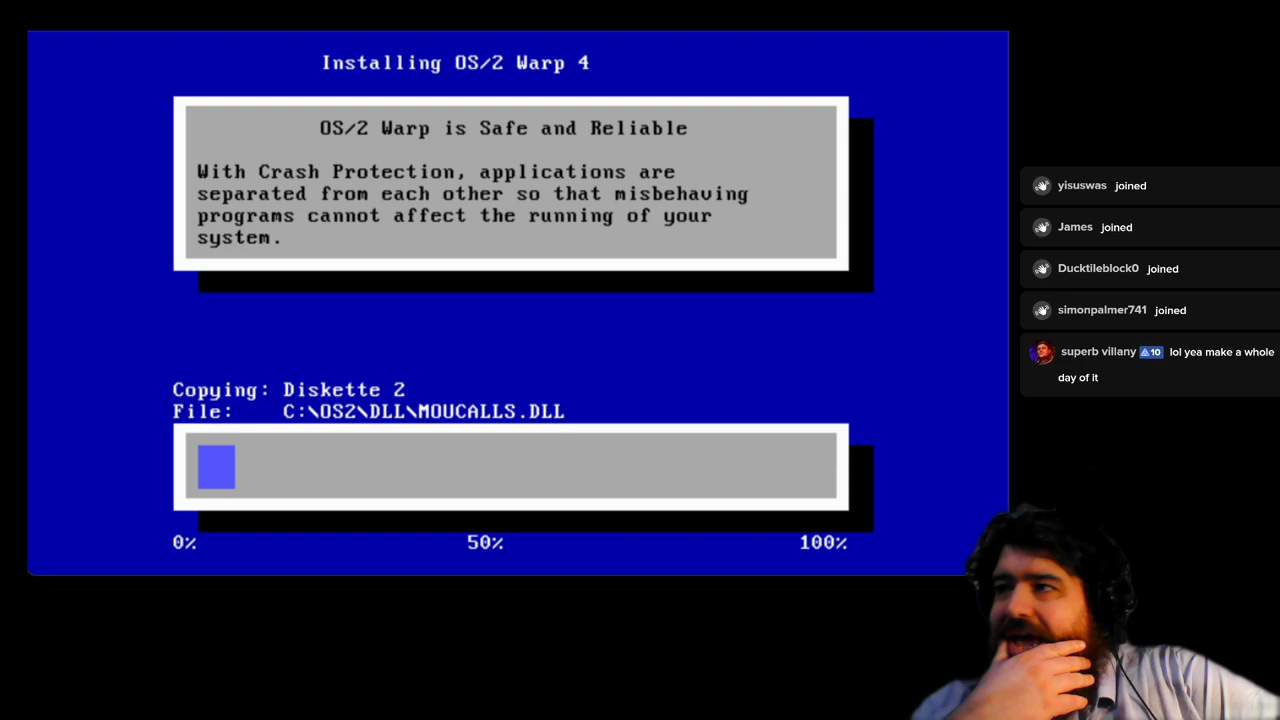 Installing OS/2 Warp 4
OS/2 Warp is Safe and Reliable
With Crash Protection, applications are
separated from each other so that misbehaving
programs cannot affect the running of your
system.
Copying: Diskette 2
File: C:\OS2\DLL\MOUCALLS.DLL
0% 50% 100%
yisuswas joined
James joined
Ducktileblock0 joined
simonpalmer741 joined
superb villany 10 lol yea make a whole
day of it